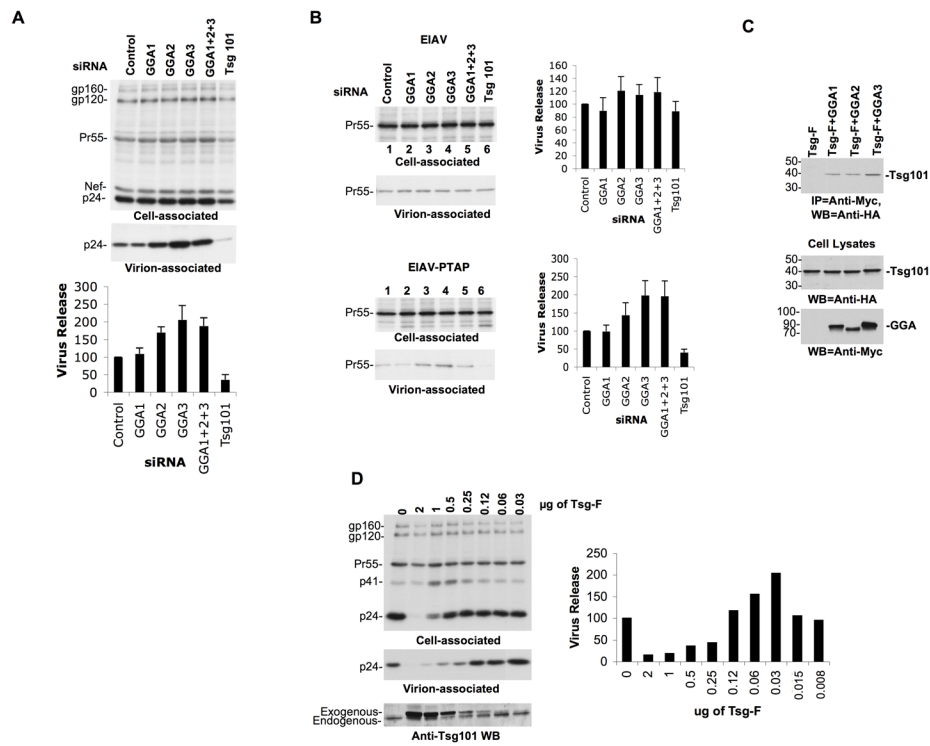 A
siRNA
Control
GGA1
GGA2
GGA3
GGA1+2+3
Tsg 101
gp160-
gp120-
Pr55-
Nef-
p24-
Cell-associated
p24-
Virion-associated
Virus Release
300
250
200
150
100
50
0
Control
GGA1
GGA2
GGA3
GGA1+2+3
Tsg101
siRNA
B
EIAV
siRNA
Control
GGA1
GGA2
GGA3
GGA1+2+3
Tsg 101
Pr55-
1 2 3 4 5 6
Cell-associated
Pr55-
Virion-associated
Virus Release
160
140
120
100
80
60
40
20
0
Control
GGA1
GGA2
GGA3
GGA1+2+3
Tsg101
siRNA
EIAV-PTAP
1 2 3 4 5 6
Pr55-
Cell-associated
Pr55-
Virion-associated
Virus Release
300
250
200
150
100
50
0
Control
GGA1
GGA2
GGA3
GGA1+2+3
Tsg101
siRNA
C
Tsg-F
Tsg-F+GGA1
Tsg-F+GGA2
Tsg-F+GGA3
50-
40-
30-
-Tsg101
IP=Anti-Myc,
WB=Anti-HA
Cell Lysates
50-
40-
30-
-Tsg101
WB=Anti-HA
100-
90-
70-
-GGA
WB=Anti-Myc
D
0 2 1 0.5 0.25 0.12 0.06 0.03
µg of Tsg-F
gp160-
gp120-
Pr55-
p41-
p24-
Cell-associated
p24-
Virion-associated
Exogenous-
Endogenous-
Anti-Tsg101 WB
Virus Release
250
200
150
100
50
0
0 2 1 0.5 0.25 0.12 0.06 0.03 0.015 0.008
ug of Tsg-F